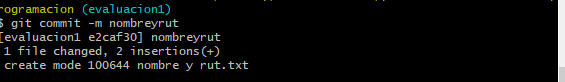 rogramacion (evaluacion1)
$ git commit -m nombreyrut
[evaluacion1 e2caf30] nombreyrut
1 file changed, 2 insertions(+)
create mode 100644 nombre y rut.txt